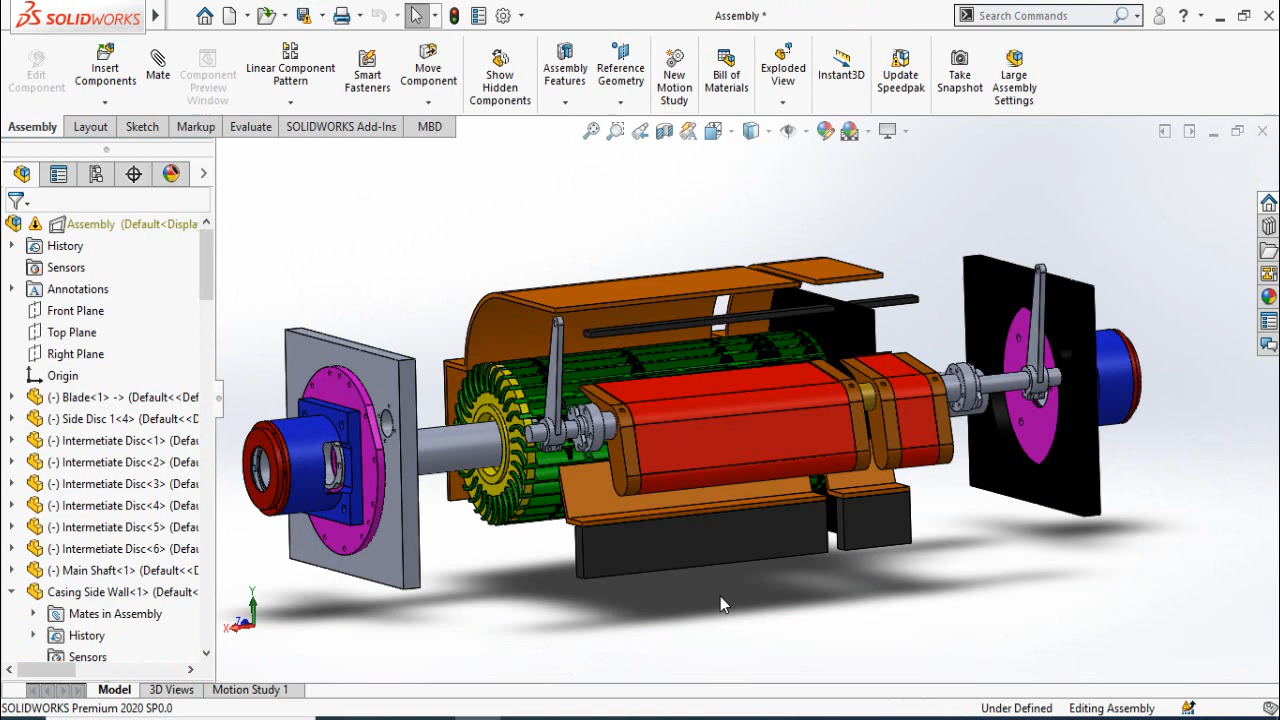 SOLIDWORKS
Assembly *
Search Commands
Edit
Component
Insert
Components
Mate
Component
Preview
Window
Linear Component
Pattern
Smart
Fasteners
Move
Component
Show
Hidden
Components
Assembly
Features
Reference
Geometry
New
Motion
Study
Bill of
Materials
Exploded
View
Instant3D
Update
Speedpak
Take
Snapshot
Large
Assembly
Settings
Assembly Layout Sketch Markup Evaluate SOLIDWORKS Add-Ins MBD
Assembly (Default<Displa
History
Sensors
Annotations
Front Plane
Top Plane
Right Plane
Origin
(-) Blade<1> -> (Default<<Def
(-) Side Disc 1<4> (Default<<
(-) Intermetiate Disc<1> (Def
(-) Intermetiate Disc<2> (Def
(-) Intermetiate Disc<3> (Def
(-) Intermetiate Disc<4> (Def
(-) Intermetiate Disc<5> (Def
(-) Intermetiate Disc<6> (Def
(-) Main Shaft<1> (Default<<D
Casing Side Wall<1> (Default<
Mates in Assembly
History
Sensors
Y
X
Z
Model 3D Views Motion Study 1
SOLIDWORKS Premium 2020 SP0.0
Under Defined Editing Assembly